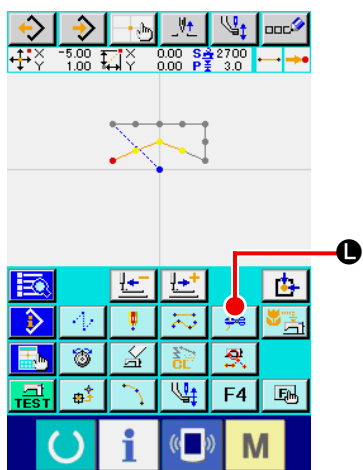 X -5.00 X 0.00 S 2700
Y 1.00 Y 0.00 P 3.0
L
CL
TEST F4 F
i M